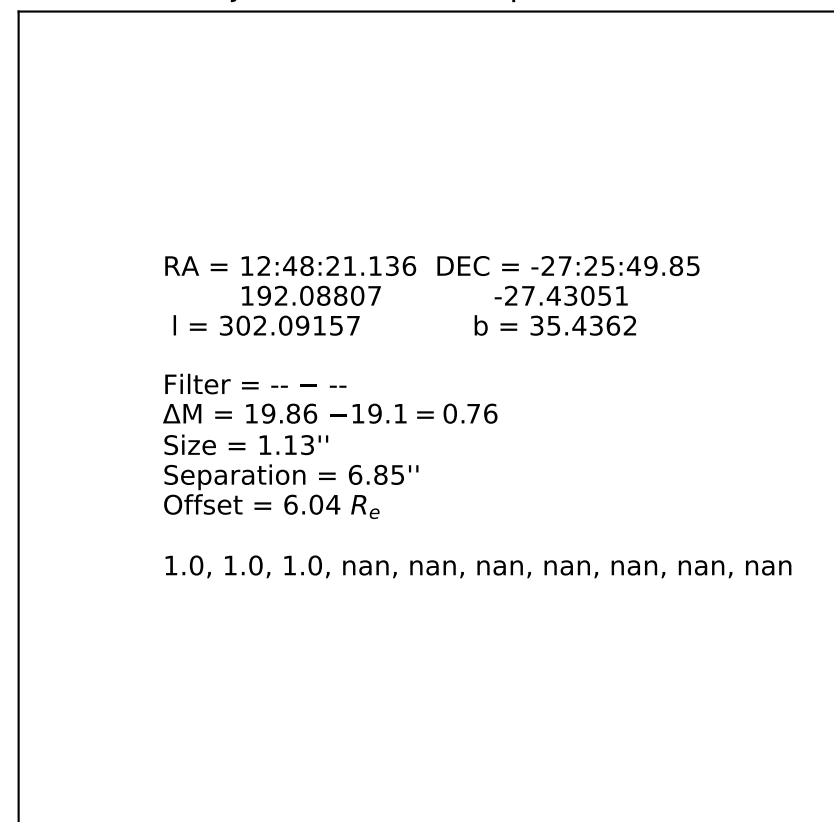 RA = 12:48:21.136 DEC = -27:25:49.85
192.08807 -27.43051
l = 302.09157 b = 35.4362
Filter = -- − --
ΔM = 19.86 −19.1 = 0.76
Size = 1.13''
Separation = 6.85''
Offset = 6.04 Re
1.0, 1.0, 1.0, nan, nan, nan, nan, nan, nan, nan